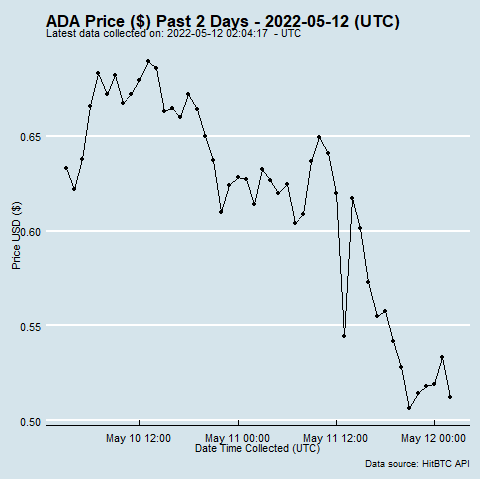 ADA Price ($) Past 2 Days - 2022-05-12 (UTC)
Latest data collected on: 2022-05-12 02:04:17 - UTC
0.65
0.60
0.55
0.50
Price USD ($)
May 10 12:00
May 11 00:00
May 11 12:00
May 12 00:00
Date Time Collected (UTC)
Data source: HitBTC API